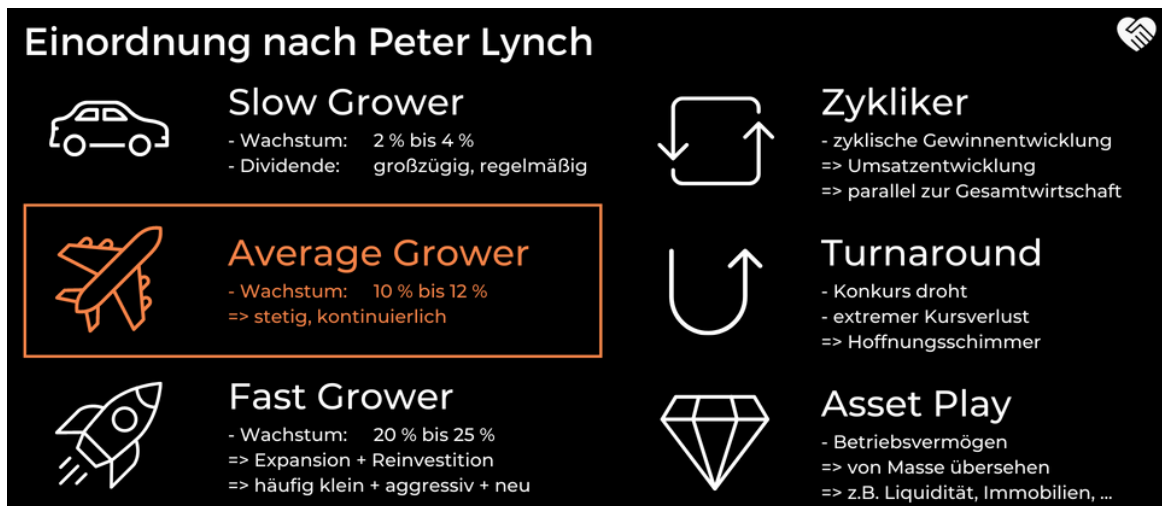 Einordnung nach Peter Lynch
Slow Grower
- Wachstum: 2 % bis 4 %
- Dividende: großzügig, regelmäßig
Average Grower
- Wachstum: 10 % bis 12 %
=> stetig, kontinuierlich
Fast Grower
- Wachstum: 20 % bis 25 %
=> Expansion + Reinvestition
=> häufig klein + aggressiv + neu
Zykliker
- zyklische Gewinnentwicklung
=> Umsatzentwicklung
=> parallel zur Gesamtwirtschaft
Turnaround
- Konkurs droht
- extremer Kursverlust
=> Hoffnungsschimmer
Asset Play
- Betriebsvermögen
=> von Masse übersehen
=> z.B. Liquidität, Immobilien, ...